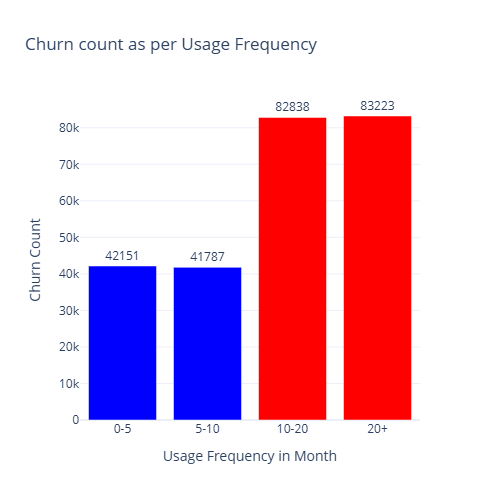 Churn count as per Usage Frequency
82838
83223
42151
41787
80k
70k
60k
50k
40k
30k
20k
10k
0
Churn Count
0-5
5-10
10-20
20+
Usage Frequency in Month